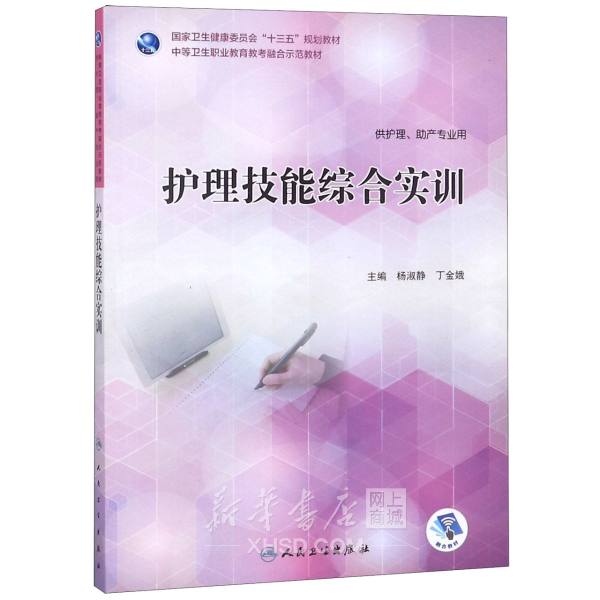 国家卫生健康委员会“十三五”规划教材
中等卫生职业教育教考融合示范教材
供护理、助产专业用
护理技能综合实训
主编 杨淑静 丁金娥
护理技能综合实训
新华书店
网上
商城
XHSD.COM
人民卫生出版社
融合教材